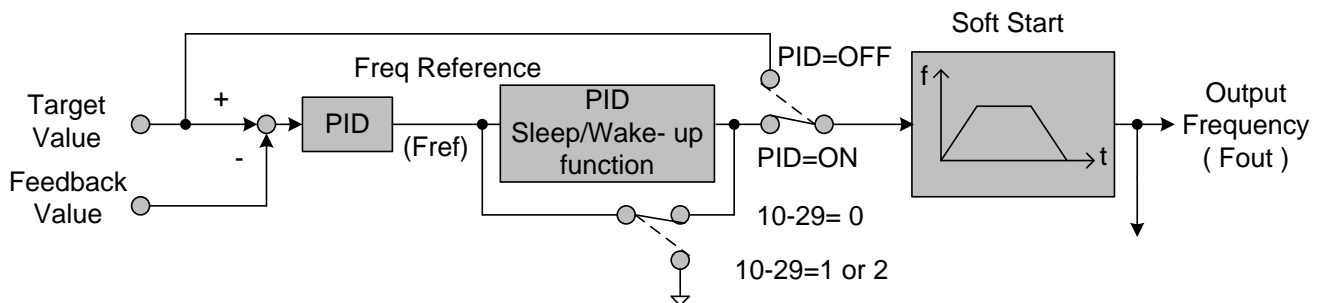 Soft Start
PID=OFF
Freq Reference
f
Target
Value
+
-
PID
(Fref)
PID
Sleep/Wake- up
function
PID=ON
t
Output
Frequency
( Fout )
Feedback
Value
10-29= 0
10-29=1 or 2